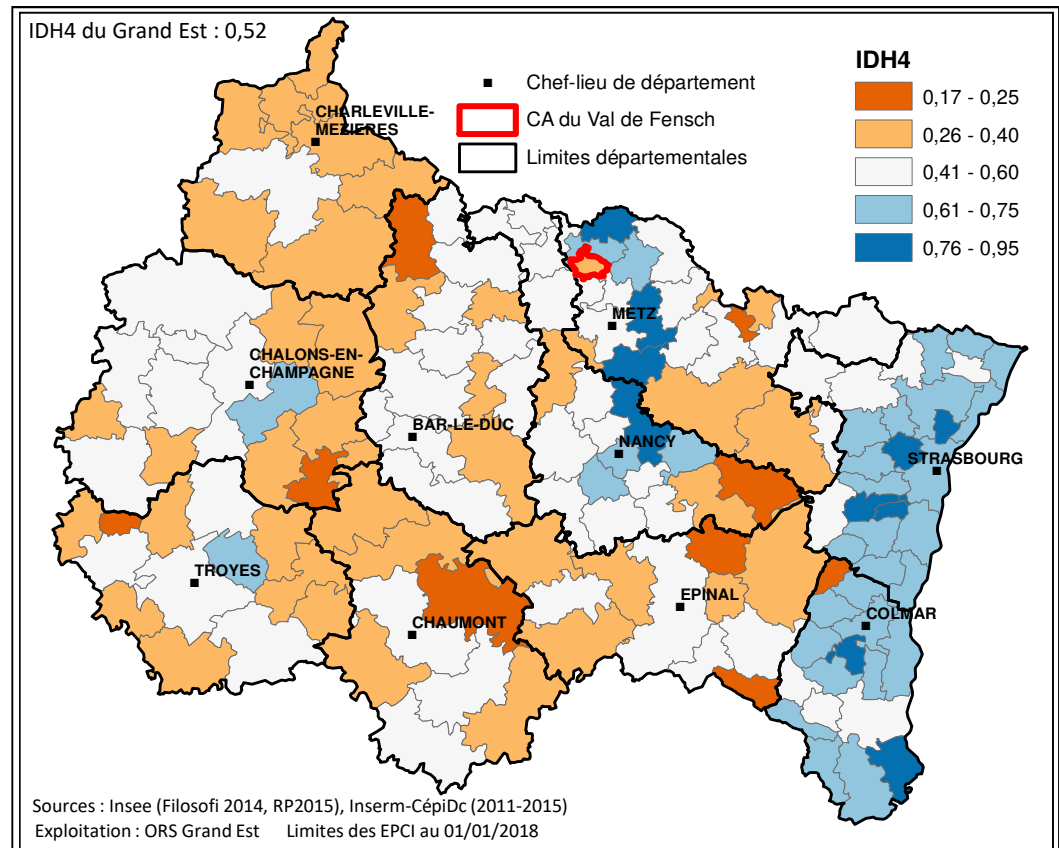 IDH4 du Grand Est : 0,52
IDH4
Chef-lieu de département
CA du Val de Fensch
Limites départementales
0,17 - 0,25
0,26 - 0,40
0,41 - 0,60
0,61 - 0,75
0,76 - 0,95
CHARLEVILLE-
MEZIERES
METZ
CHALONS-EN-
CHAMPAGNE
BAR-LE-DUC
NANCY
STRASBOURG
TROYES
EPINAL
COLMAR
CHAUMONT
Sources : Insee (Filosofi 2014, RP2015), Inserm-CépiDc (2011-2015)
Exploitation : ORS Grand Est Limites des EPCI au 01/01/2018